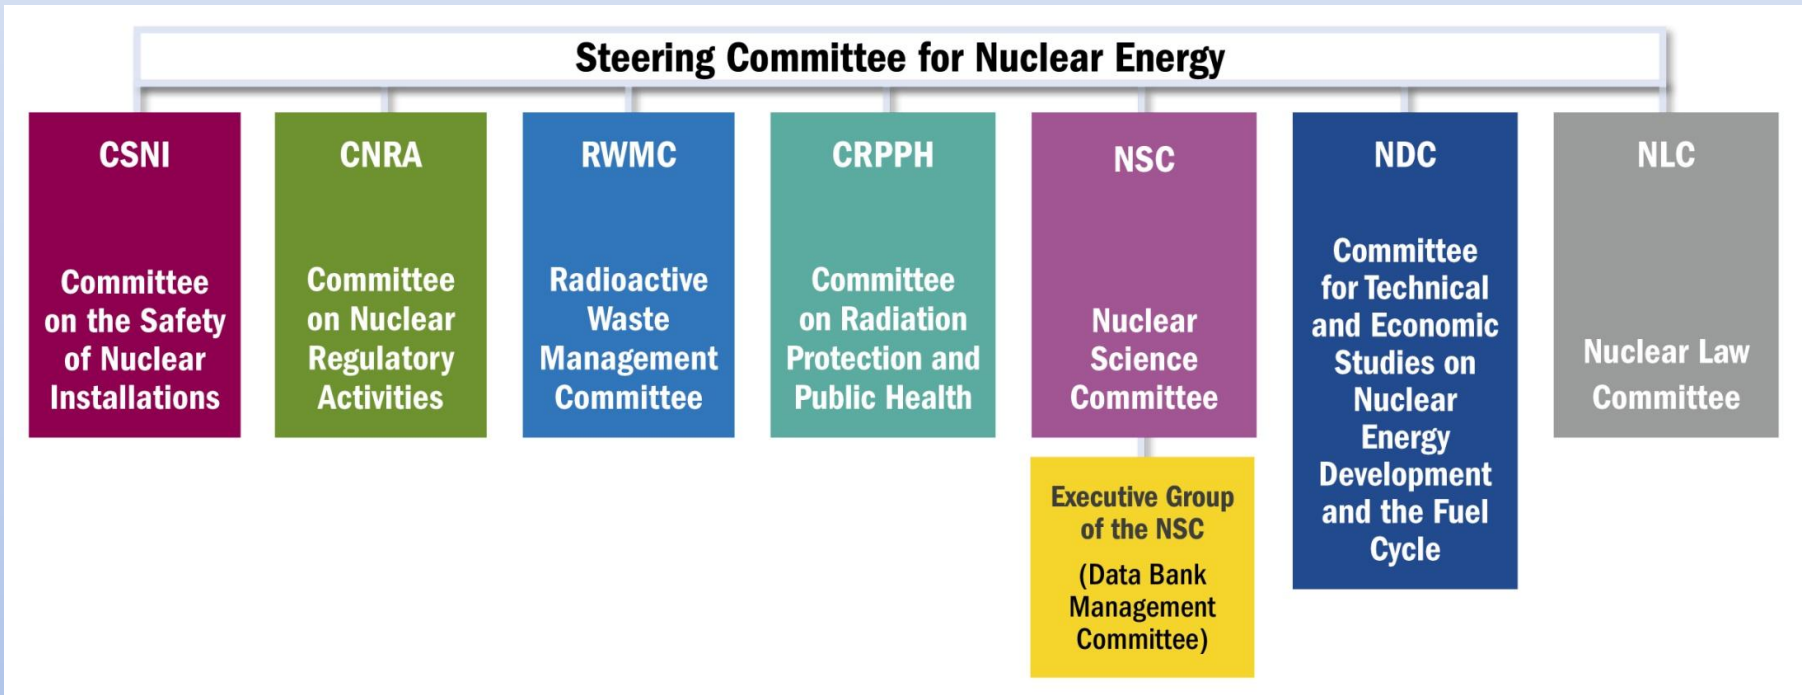 Steering Committee for Nuclear Energy
CSNI
Committee
on the Safety
of Nuclear
Installations
CNRA
Committee
on Nuclear
Regulatory
Activities
RWMC
Radioactive
Waste
Management
Committee
CRPPH
Committee
on Radiation
Protection and
Public Health
NSC
Nuclear
Science
Committee
Executive Group
of the NSC
(Data Bank
Management
Committee)
NDC
Committee
for Technical
and Economic
Studies on
Nuclear
Energy
Development
and the Fuel
Cycle
NLC
Nuclear Law
Committee